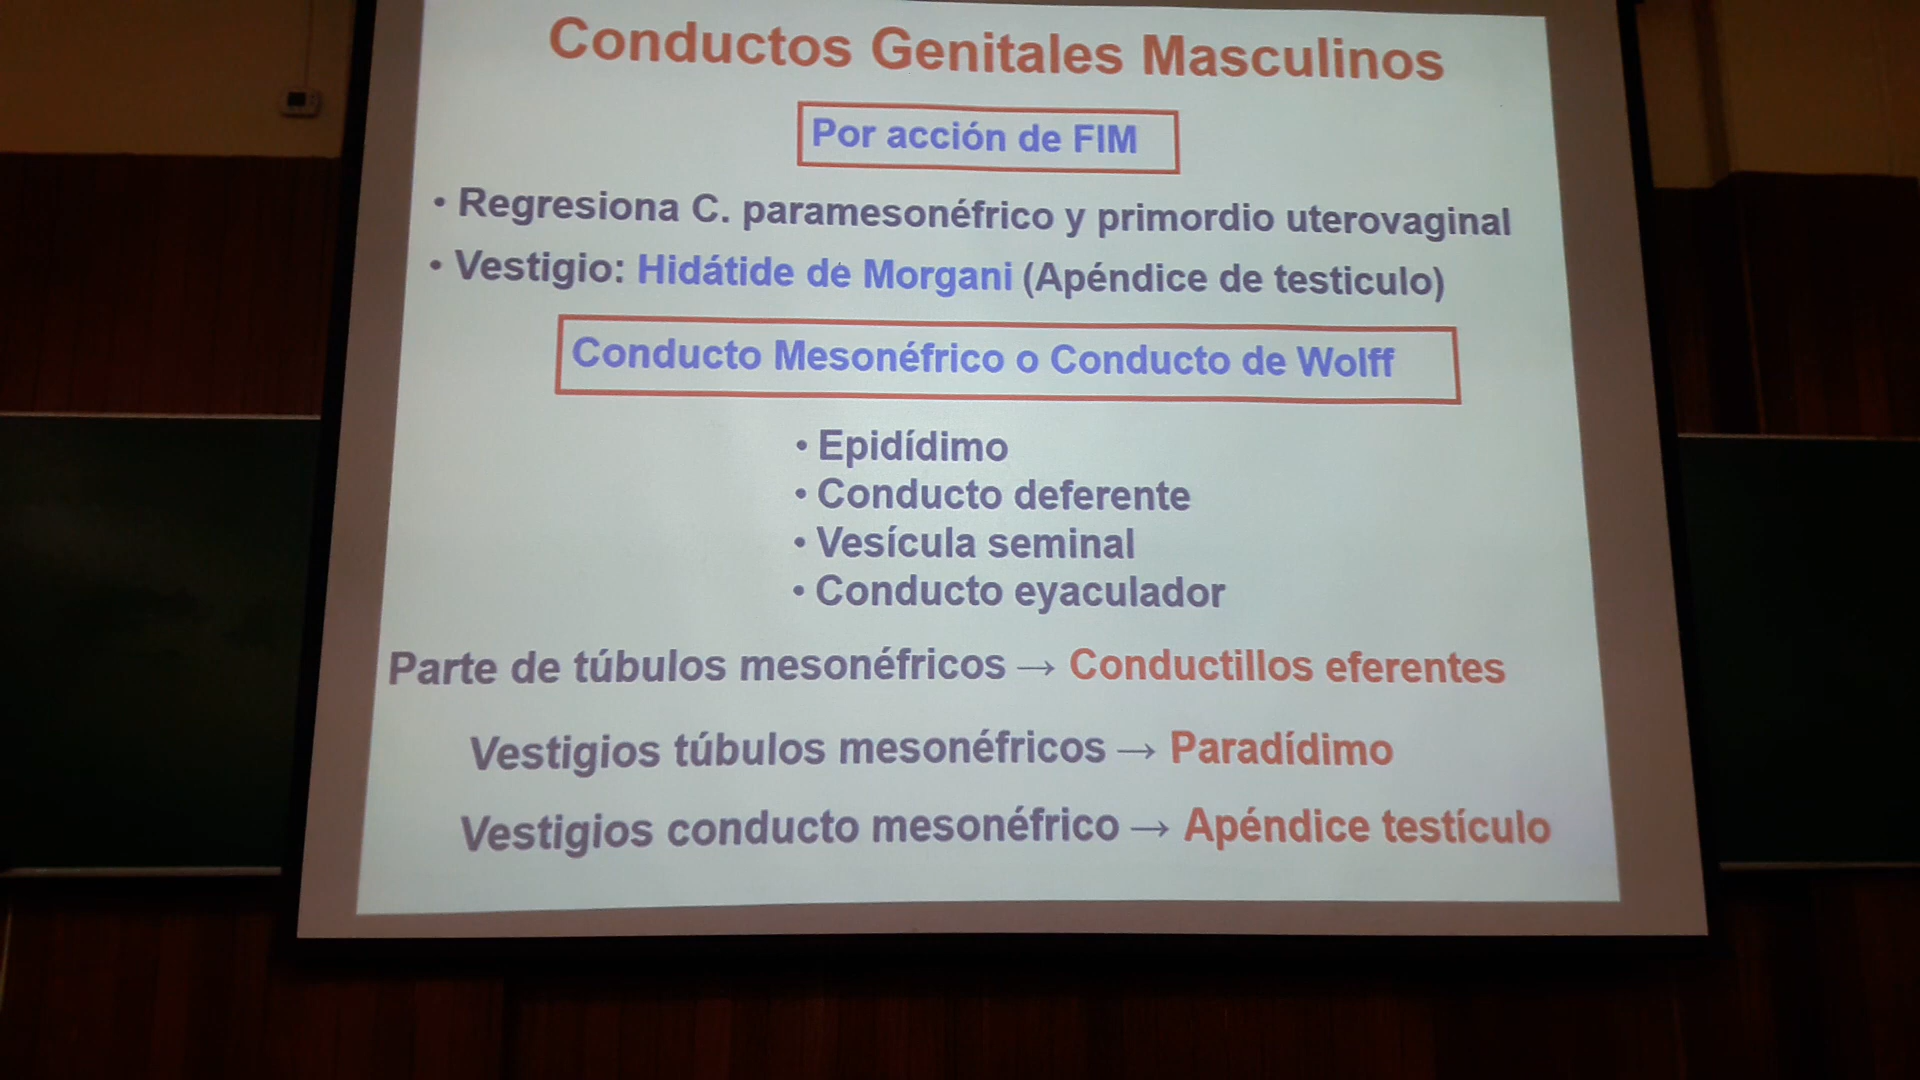 Conductos Genitales Masculinos
Por acción de FIM
• Regresiona C. paramesonéfrico y primordio uterovaginal
• Vestigio: Hidátide de Morgani (Apéndice de testiculo)
Conducto Mesonéfrico o Conducto de Wolff
• Epidídimo
• Conducto deferente
• Vesícula seminal
• Conducto eyaculador
Parte de túbulos mesonéfricos → Conductillos eferentes
Vestigios túbulos mesonéfricos → Paradídimo
Vestigios conducto mesonéfrico → Apéndice testículo